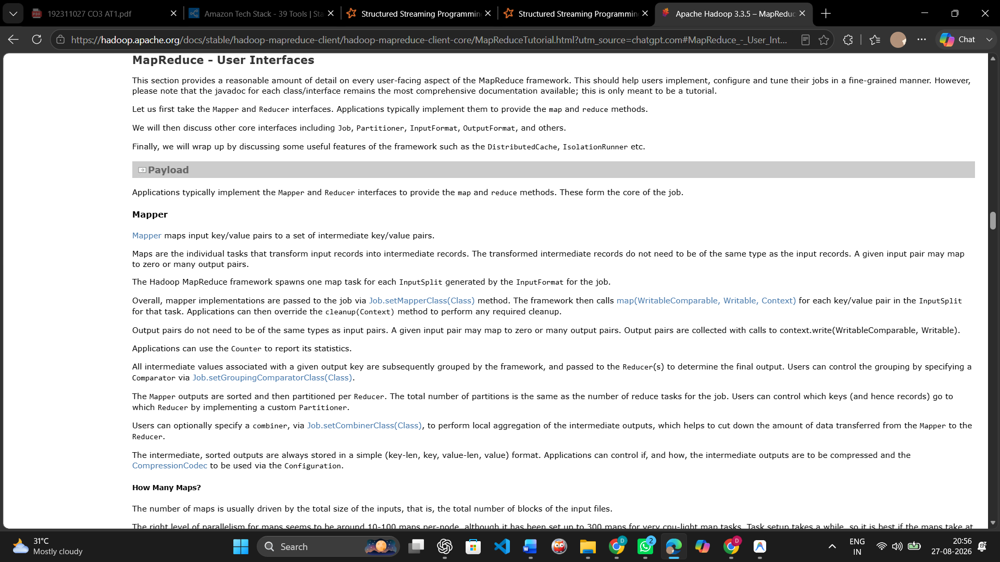 192311027 CO3 AT1.pdf
Amazon Tech Stack - 39 Tools | Sta
Structured Streaming Programmin
Structured Streaming Programmin
Apache Hadoop 3.3.5 – MapReduc
https://hadoop.apache.org/docs/stable/hadoop-mapreduce-client/hadoop-mapreduce-client-core/MapReduceTutorial.html?utm_source=chatgpt.com#MapReduce_-_User_Int...
Chat
MapReduce - User Interfaces
This section provides a reasonable amount of detail on every user-facing aspect of the MapReduce framework. This should help users implement, configure and tune their jobs in a fine-grained manner. However,
please note that the javadoc for each class/interface remains the most comprehensive documentation available; this is only meant to be a tutorial.
Let us first take the Mapper and Reducer interfaces. Applications typically implement them to provide the map and reduce methods.
We will then discuss other core interfaces including Job, Partitioner, InputFormat, OutputFormat, and others.
Finally, we will wrap up by discussing some useful features of the framework such as the DistributedCache, IsolationRunner etc.
Payload
Applications typically implement the Mapper and Reducer interfaces to provide the map and reduce methods. These form the core of the job.
Mapper
Mapper maps input key/value pairs to a set of intermediate key/value pairs.
Maps are the individual tasks that transform input records into intermediate records. The transformed intermediate records do not need to be of the same type as the input records. A given input pair may map
to zero or many output pairs.
The Hadoop MapReduce framework spawns one map task for each InputSplit generated by the InputFormat for the job.
Overall, mapper implementations are passed to the job via Job.setMapperClass(Class) method. The framework then calls map(WritableComparable, Writable, Context) for each key/value pair in the InputSplit
for that task. Applications can then override the cleanup(Context) method to perform any required cleanup.
Output pairs do not need to be of the same types as input pairs. A given input pair may map to zero or many output pairs. Output pairs are collected with calls to context.write(WritableComparable, Writable).
Applications can use the Counter to report its statistics.
All intermediate values associated with a given output key are subsequently grouped by the framework, and passed to the Reducer(s) to determine the final output. Users can control the grouping by specifying a
Comparator via Job.setGroupingComparatorClass(Class).
The Mapper outputs are sorted and then partitioned per Reducer. The total number of partitions is the same as the number of reduce tasks for the job. Users can control which keys (and hence records) go to
which Reducer by implementing a custom Partitioner.
Users can optionally specify a combiner, via Job.setCombinerClass(Class), to perform local aggregation of the intermediate outputs, which helps to cut down the amount of data transferred from the Mapper to the
Reducer.
The intermediate, sorted outputs are always stored in a simple (key-len, key, value-len, value) format. Applications can control if, and how, the intermediate outputs are to be compressed and the
CompressionCodec to be used via the Configuration.
How Many Maps?
The number of maps is usually driven by the total size of the inputs, that is, the total number of blocks of the input files.
The right level of parallelism for maps seems to be around 10-100 maps per-node, although it has been set up to 300 maps for very cpu-light map tasks. Task setup takes a while, so it is best if the maps take at
31°C
Mostly cloudy
Search
2
ENG
IN
20:56
27-08-2026